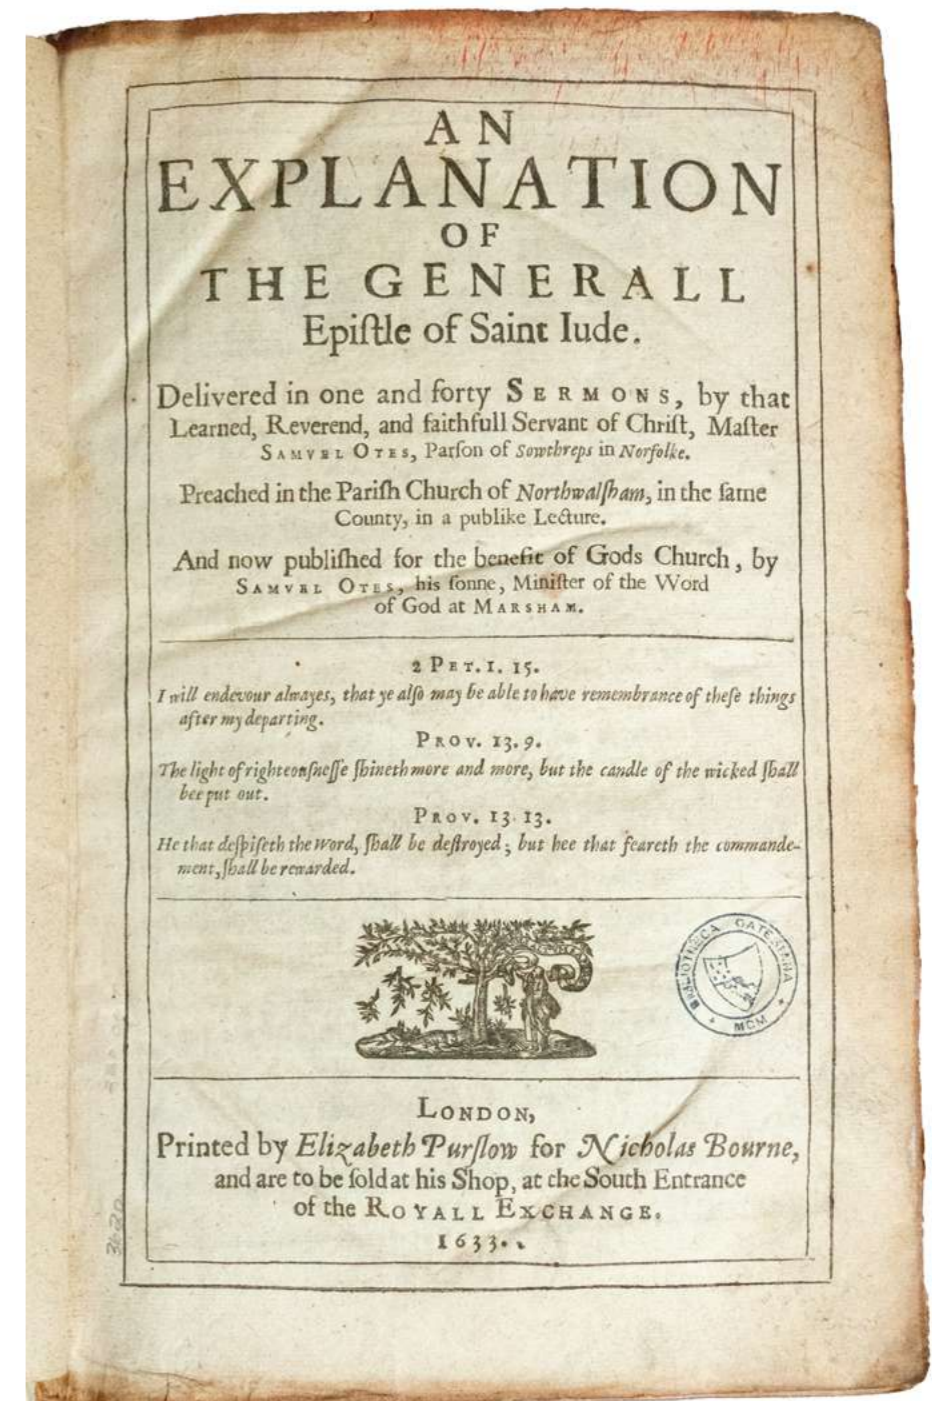 AN
EXPLANATION
OF
THE GENERALL
Epiſtle of Saint Iude.
Delivered in one and forty SERMONS, by that
Learned, Reverend, and faithfull Servant of Chriſt, Maſter
SAMVEL OTES, Parſon of Sowthreps in Norfolke.
Preached in the Pariſh Church of Northwalſham, in the ſame
County, in a publike Lecture.
And now publiſhed for the benefit of Gods Church, by
SAMVEL OTES, his ſonne, Miniſter of the Word
of God at MARSHAM.
2 PET. 1. 15.
I will endevour alwayes, that ye alſo may be able to have remembrance of theſe things
after my departing.
PROV. 13. 9.
The light of righteouſneſſe ſhineth more and more, but the candle of the wicked ſhall
bee put out.
PROV. 13 13.
He that deſpiſeth the Word, ſhall be deſtroyed; but hee that feareth the commande-
ment, ſhall be rewarded.
BIBLIOTHECA GATESIANA
MCM
LONDON,
Printed by Elizabeth Purſlow for Nicholas Bourne,
and are to be ſold at his Shop, at the South Entrance
of the ROYALL EXCHANGE.
1633.